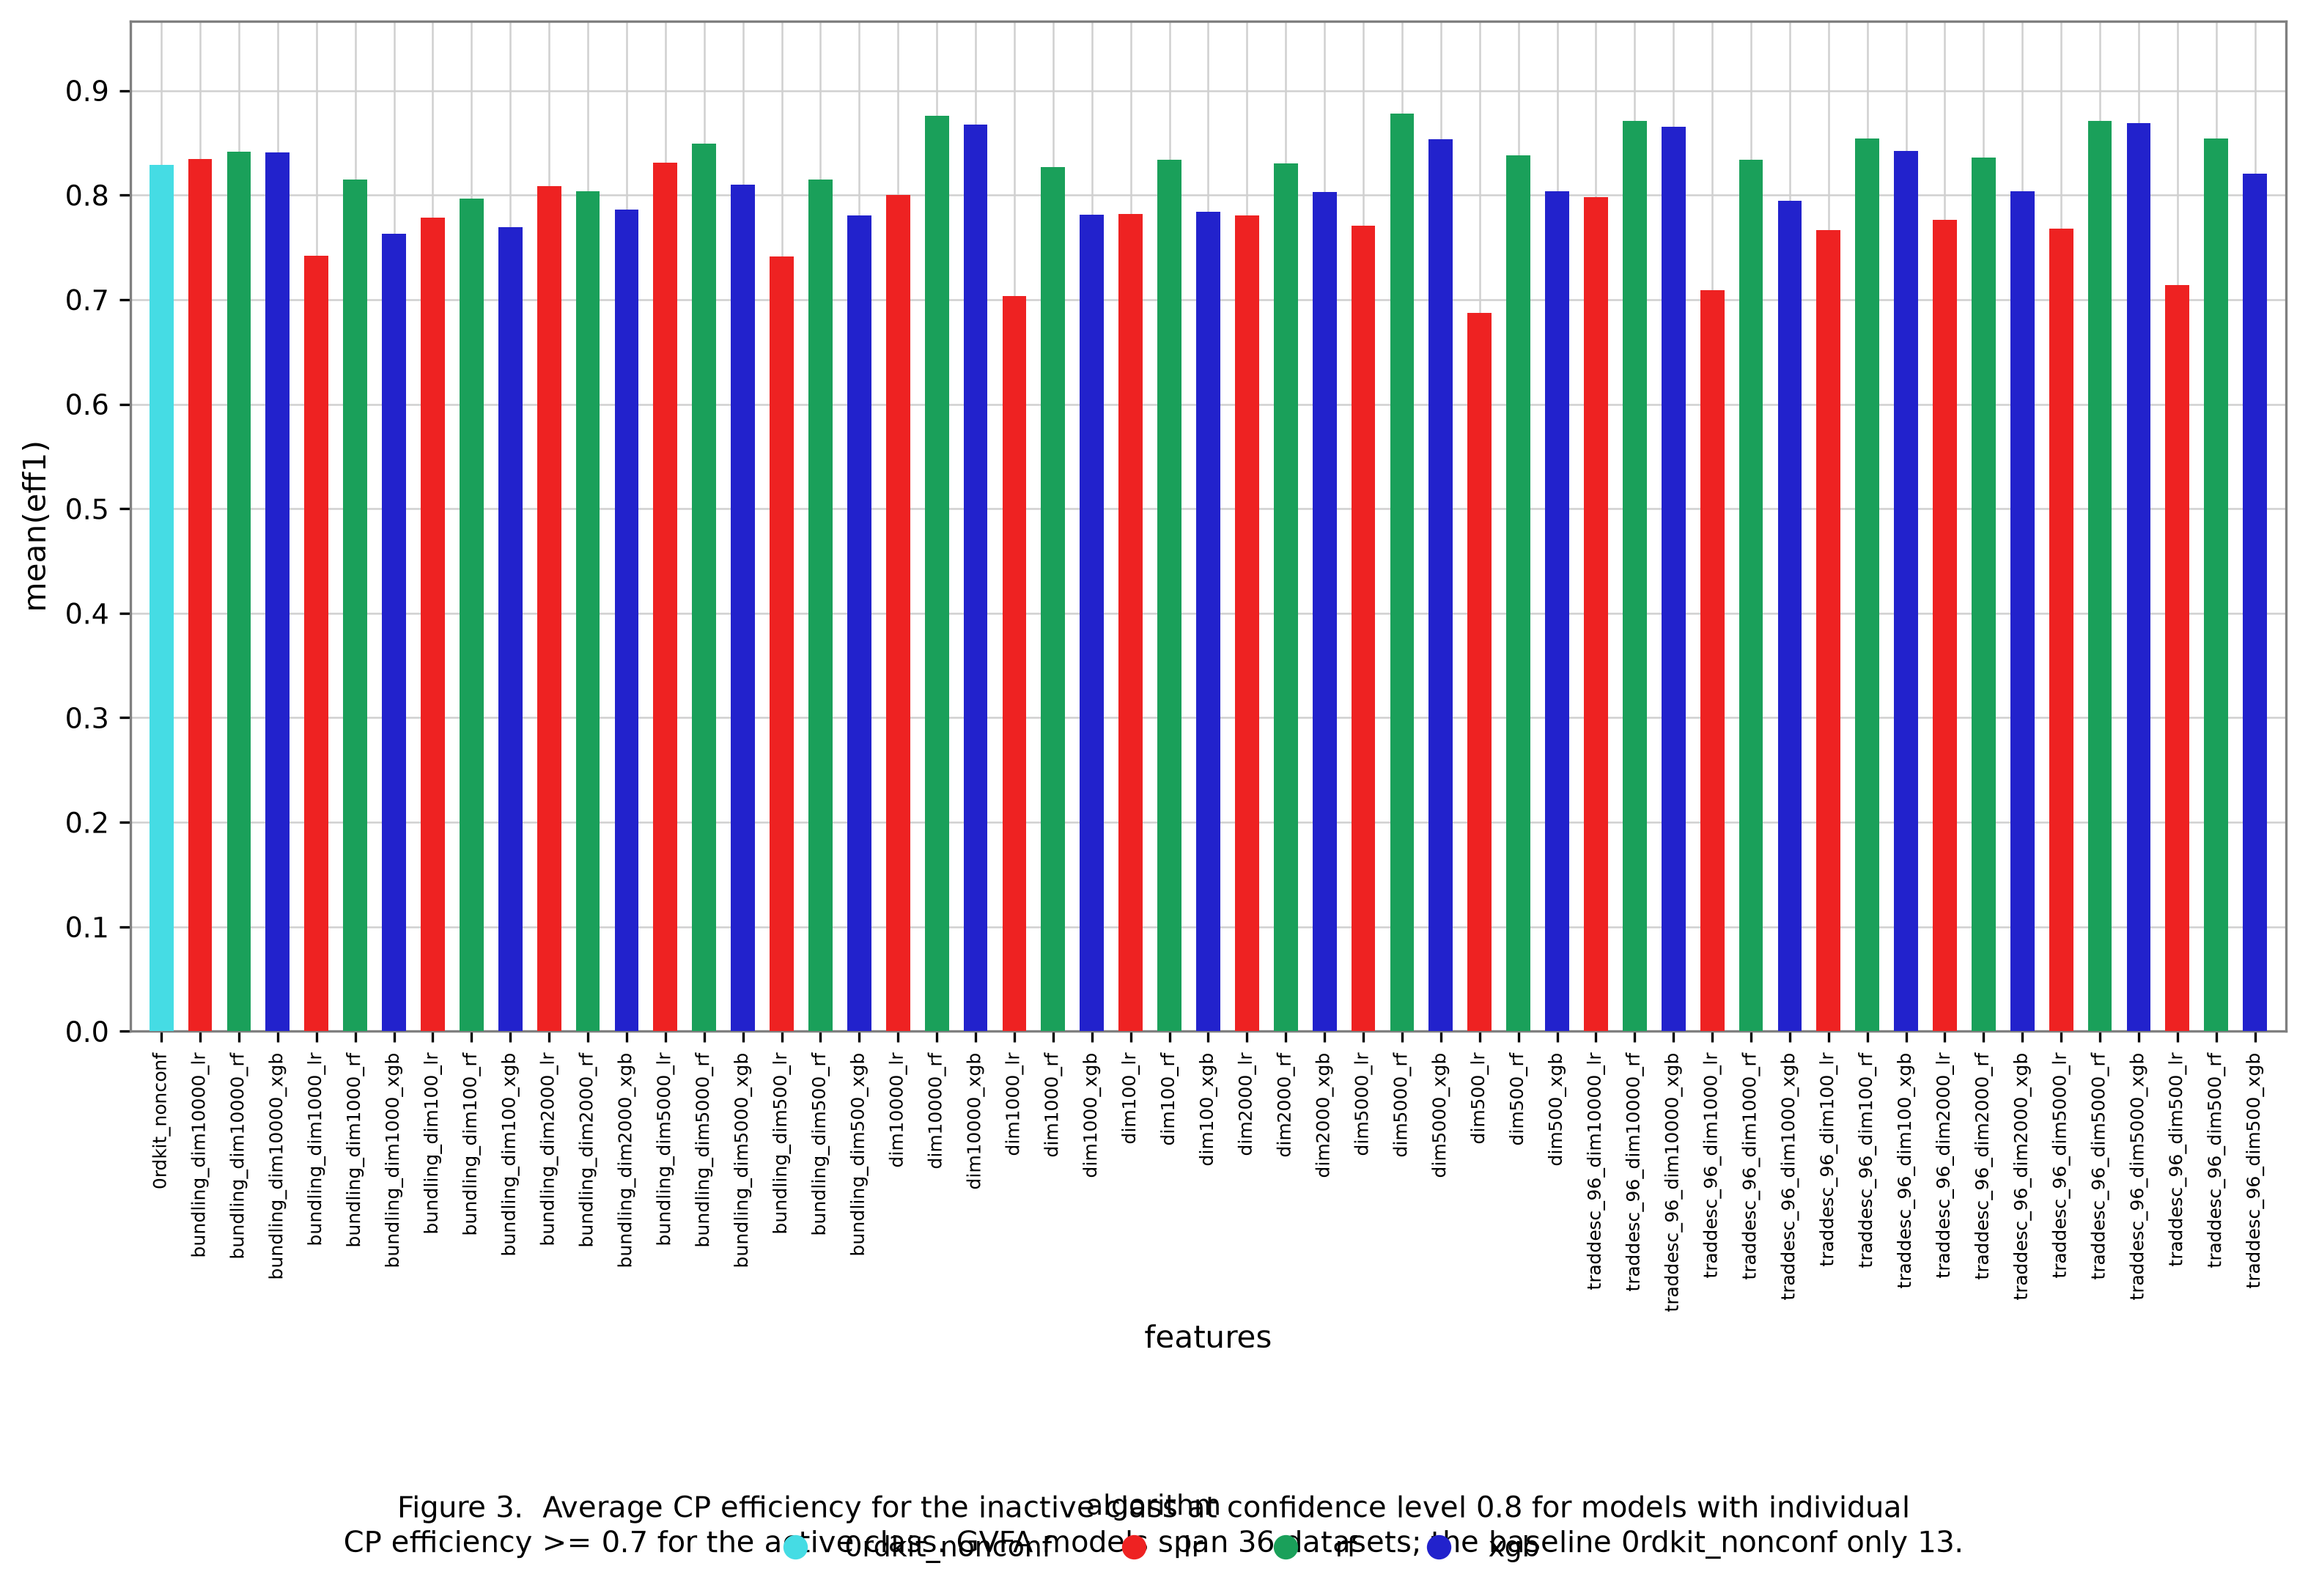 0.9
0.8
0.7
0.6
0.5
0.4
0.3
0.2
0.1
0.0
mean(eff1)
0rdkit_nonconf
bundling_dim10000_lr
bundling_dim10000_rf
bundling_dim10000_xgb
bundling_dim1000_lr
bundling_dim1000_rf
bundling_dim1000_xgb
bundling_dim100_lr
bundling_dim100_rf
bundling_dim100_xgb
bundling_dim2000_lr
bundling_dim2000_rf
bundling_dim2000_xgb
bundling_dim5000_lr
bundling_dim5000_rf
bundling_dim5000_xgb
bundling_dim500_lr
bundling_dim500_rf
bundling_dim500_xgb
dim10000_lr
dim10000_rf
dim10000_xgb
dim1000_lr
dim1000_rf
dim1000_xgb
dim100_lr
dim100_rf
dim100_xgb
dim2000_lr
dim2000_rf
dim2000_xgb
dim5000_lr
dim5000_rf
dim5000_xgb
dim500_lr
dim500_rf
dim500_xgb
traddesc_96_dim10000_lr
traddesc_96_dim10000_rf
traddesc_96_dim10000_xgb
traddesc_96_dim1000_lr
traddesc_96_dim1000_rf
traddesc_96_dim1000_xgb
traddesc_96_dim100_lr
traddesc_96_dim100_rf
traddesc_96_dim100_xgb
traddesc_96_dim2000_lr
traddesc_96_dim2000_rf
traddesc_96_dim2000_xgb
traddesc_96_dim5000_lr
traddesc_96_dim5000_rf
traddesc_96_dim5000_xgb
traddesc_96_dim500_lr
traddesc_96_dim500_rf
traddesc_96_dim500_xgb
features
Figure 3. Average CP efficiency for the inactive class at confidence level 0.8 for models with individual
CP efficiency >= 0.7 for the active class. GVFA models span 36 datasets; the baseline 0rdkit_nonconf only 13.
algorithm
0rdkit_nonconf
lr
rf
xgb